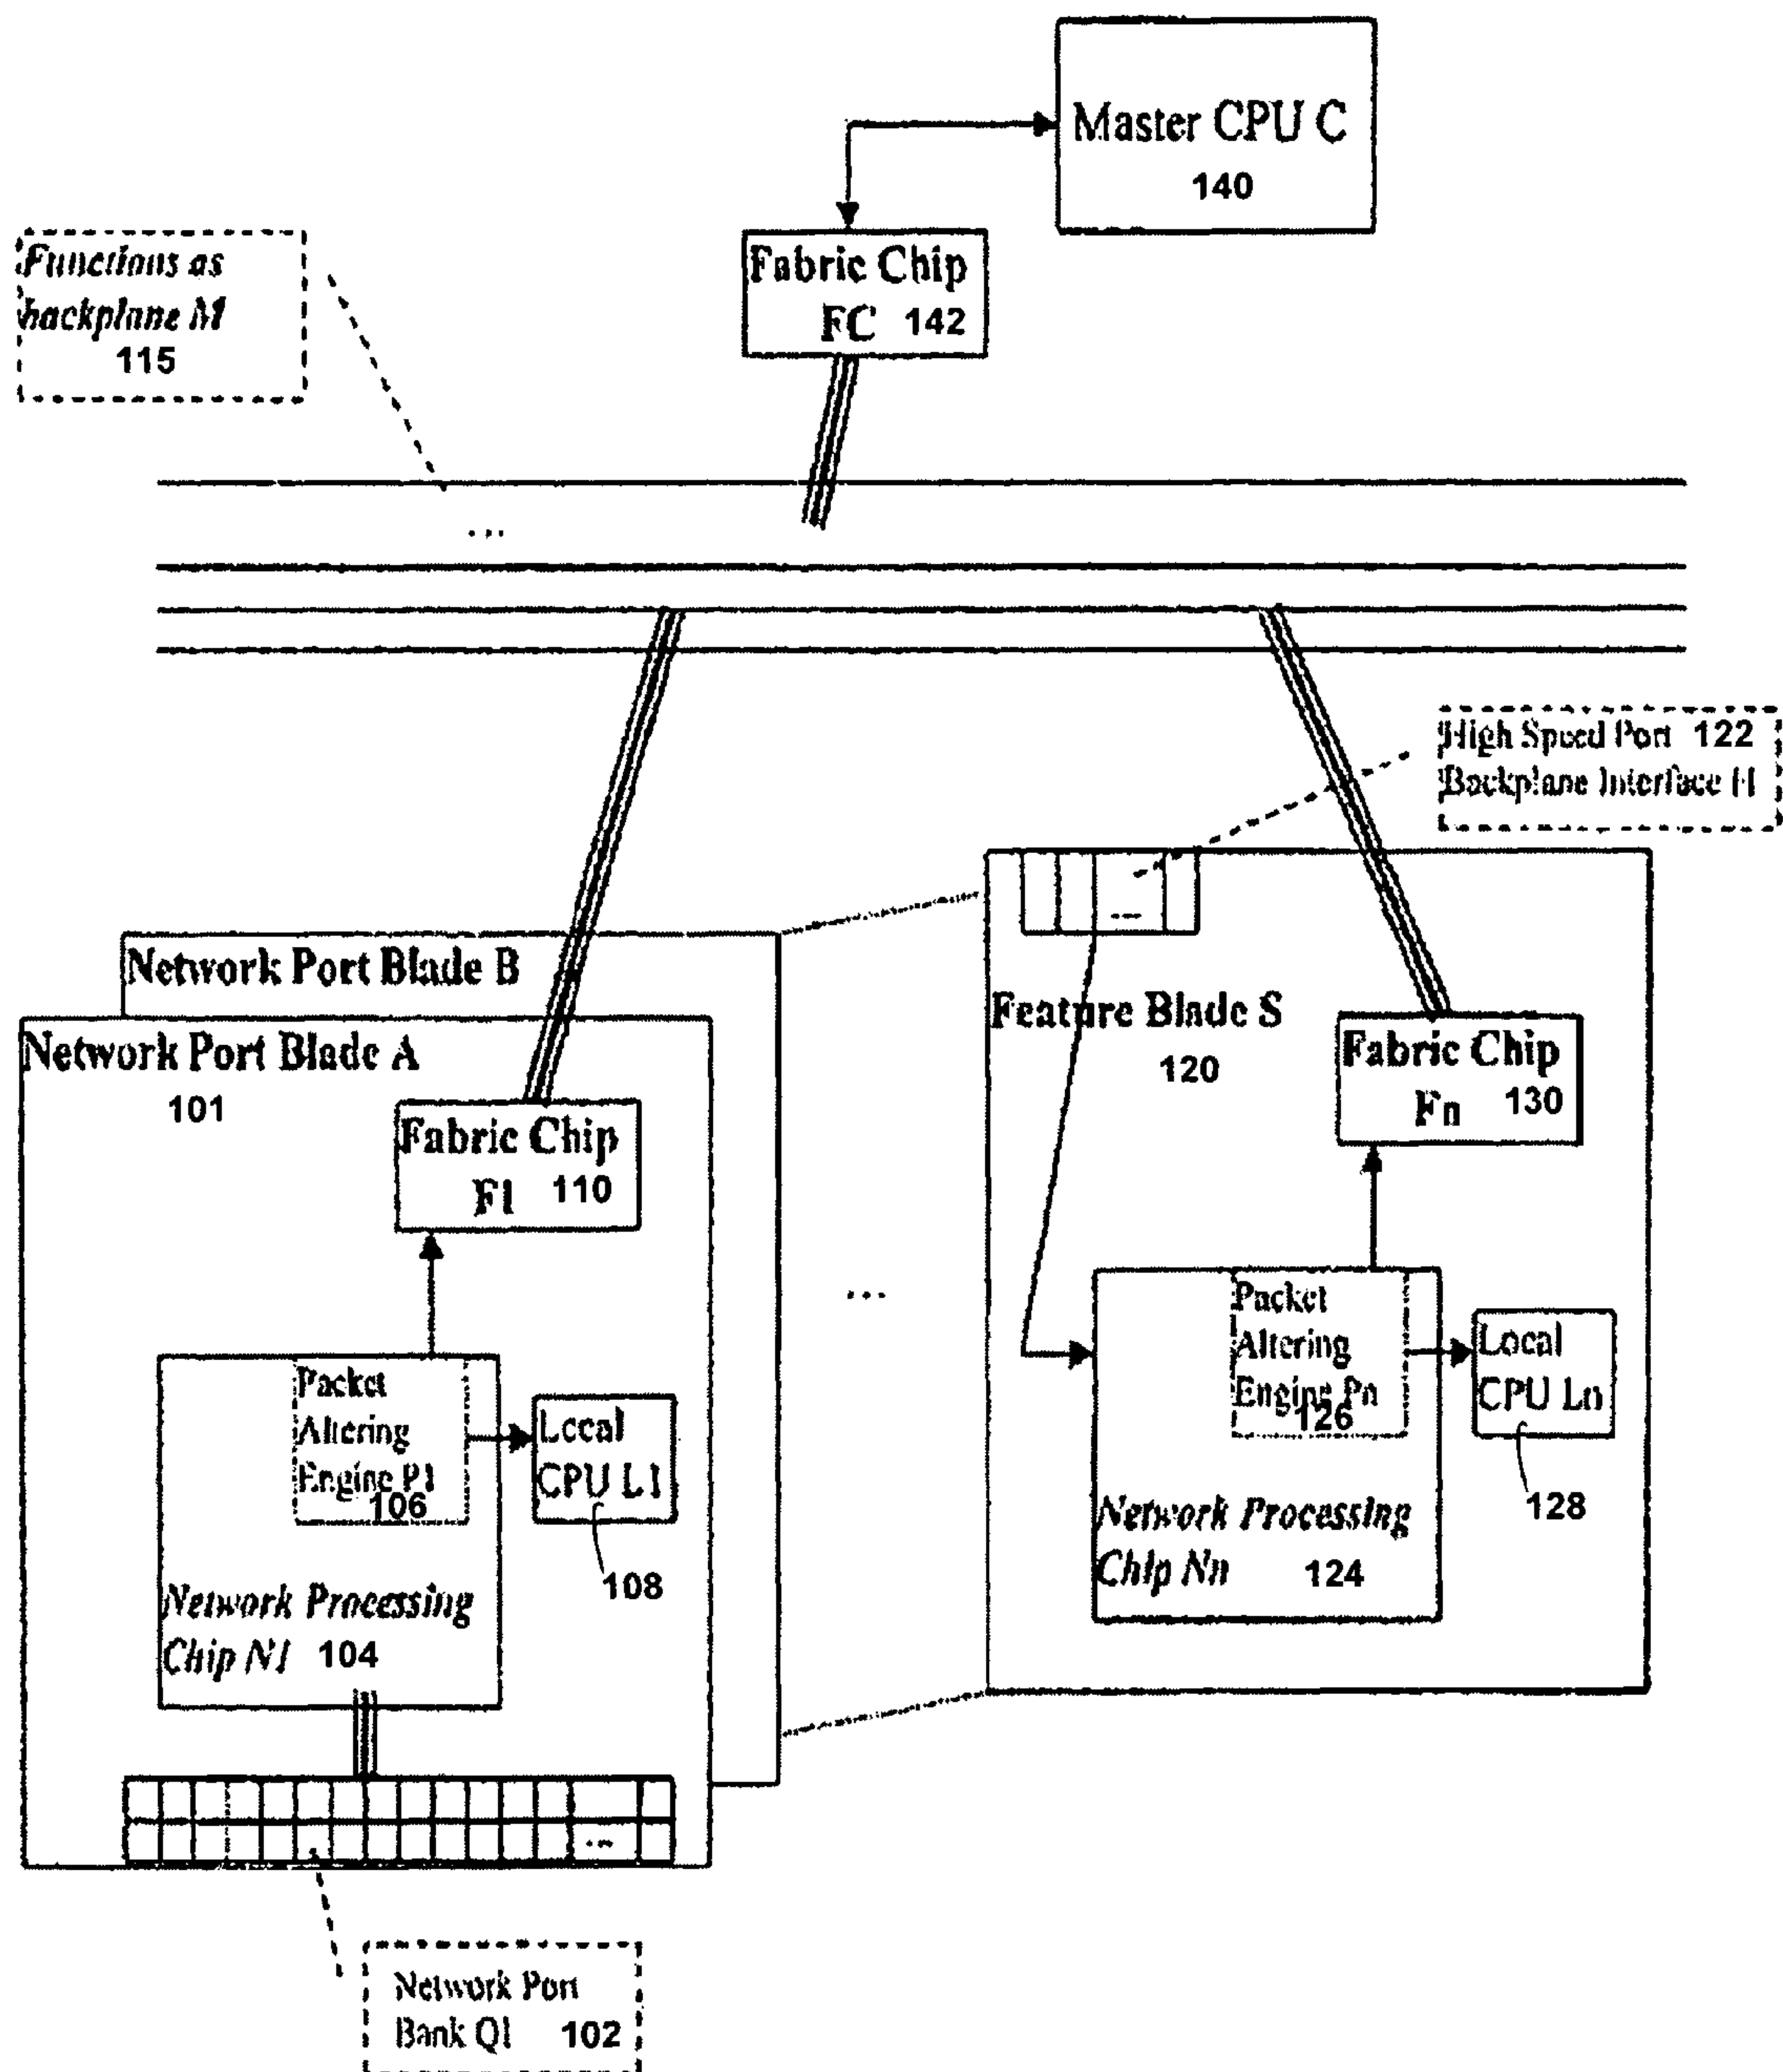 Master CPU C
140
Functions as
backplane M
115
Fabric Chip
FC 142
...
High Speed Port 122
Backplane Interface H
Network Port Blade B
Network Port Blade A
101
Fabric Chip
F1 110
Feature Blade S
120
Fabric Chip
Fn 130
...
...
Packet
Altering
Engine P1
106
Local
CPU L1
108
Network Processing
Chip N1 104
Packet
Altering
Engine Pn
126
Local
CPU Ln
128
Network Processing
Chip Nn 124
...
Network Port
Bank Q1 102